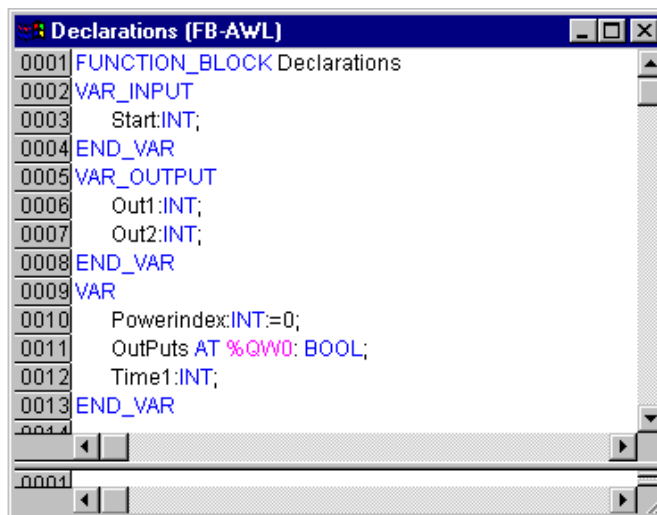 Declarations (FB-AWL)
0001 FUNCTION_BLOCK Declarations
0002 VAR_INPUT
0003 Start:INT;
0004 END_VAR
0005 VAR_OUTPUT
0006 Out1:INT;
0007 Out2:INT;
0008 END_VAR
0009 VAR
0010 Powerindex:INT:=0;
0011 OutPuts AT %QW0: BOOL;
0012 Time1:INT;
0013 END_VAR
0014
0001